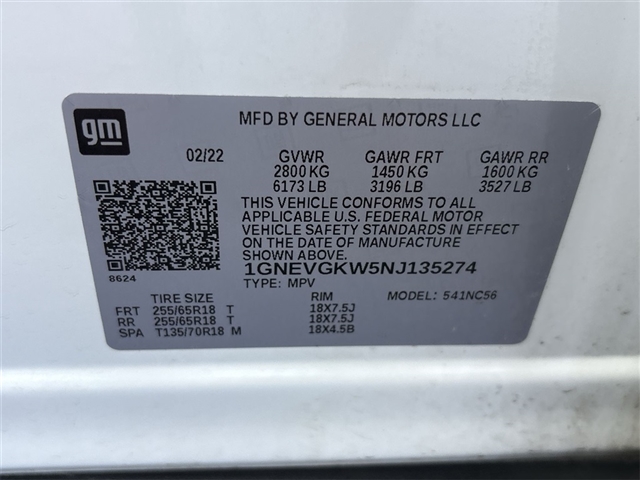 gm
MFD BY GENERAL MOTORS LLC
02/22 GVWR GAWR FRT GAWR RR
2800 KG 1450 KG 1600 KG
6173 LB 3196 LB 3527 LB
THIS VEHICLE CONFORMS TO ALL
APPLICABLE U.S. FEDERAL MOTOR
VEHICLE SAFETY STANDARDS IN EFFECT
ON THE DATE OF MANUFACTURE
SHOWN ABOVE.
1GNEVGKW5NJ135274
8624
TYPE: MPV
TIRE SIZE RIM MODEL: 541NC56
FRT 255/65R18 T 18X7.5J
RR 255/65R18 T 18X7.5J
SPA T135/70R18 M 18X4.5B